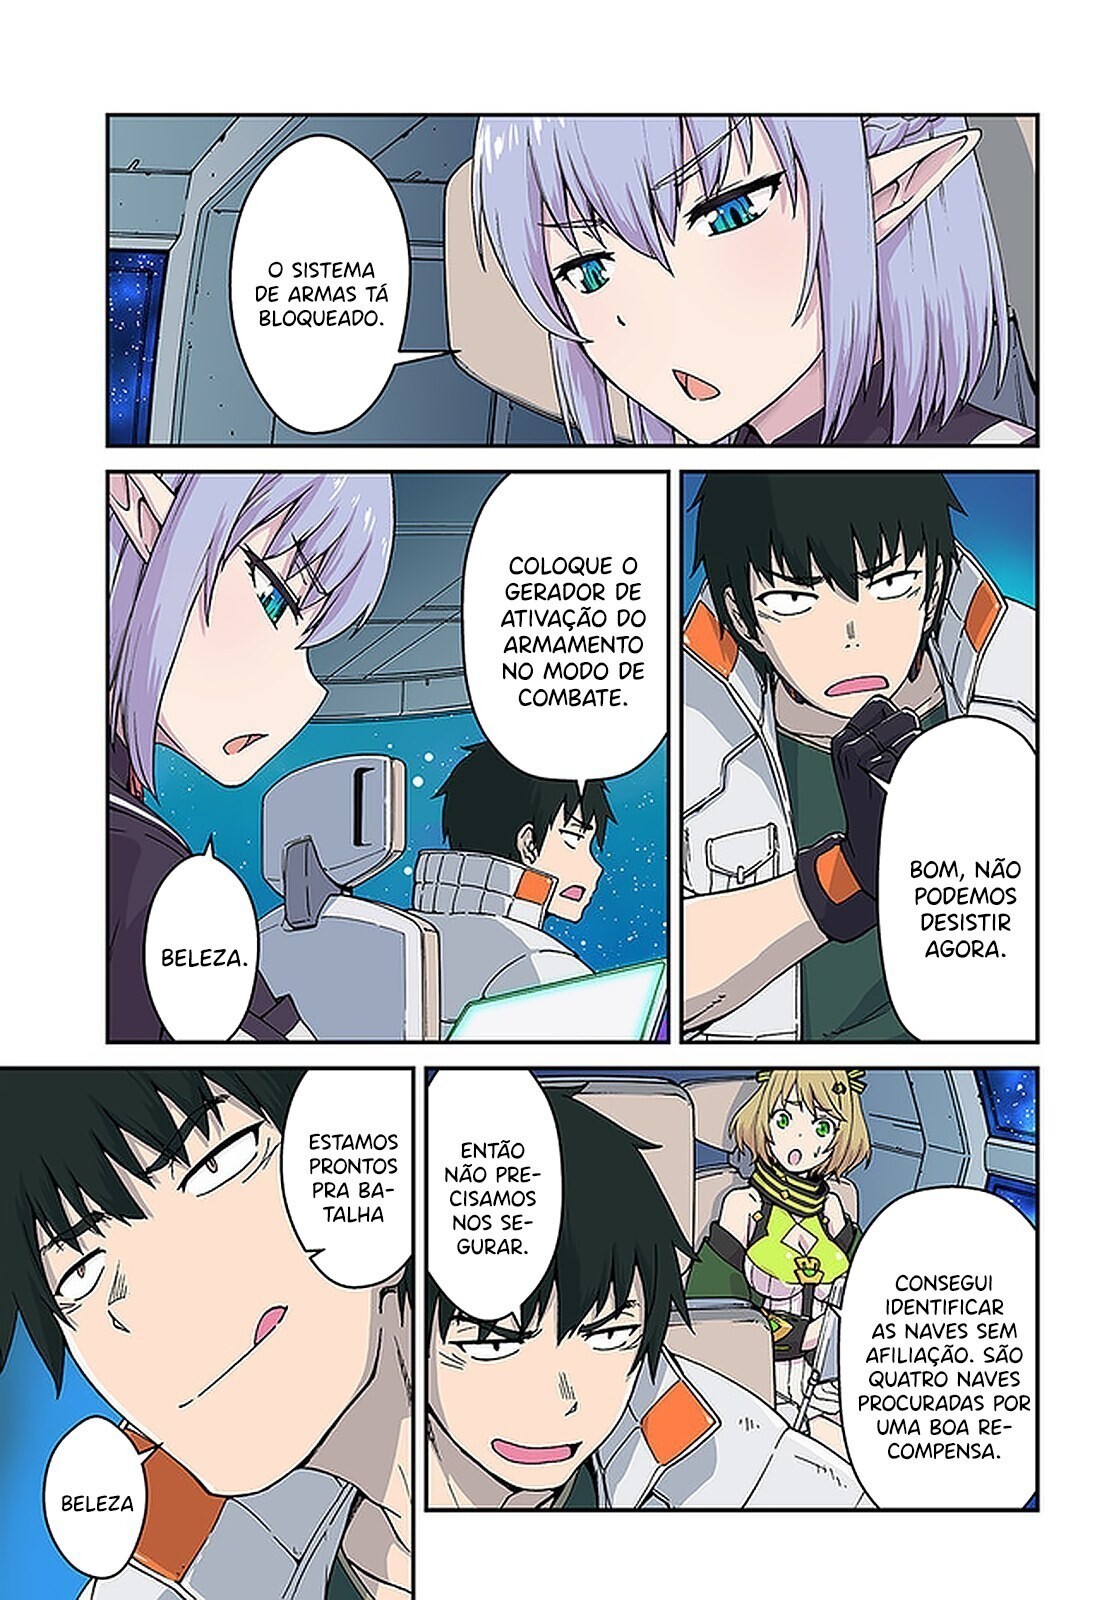 O SISTEMA
DE ARMAS TÁ
BLOQUEADO.
BOM, NÃO
PODEMOS
DESISTIR
AGORA.
COLOQUE O
GERADOR DE
ATIVAÇÃO DO
ARMAMENTO
NO MODO DE
COMBATE.
BELEZA.
CONSEGUI
IDENTIFICAR
AS NAVES SEM
AFILIAÇÃO. SÃO
QUATRO NAVES
PROCURADAS POR
UMA BOA RE-
COMPENSA.
ENTÃO
NÃO PRE-
CISAMOS
NOS SE-
GURAR.
ESTAMOS
PRONTOS
PRA BA-
TALHA
BELEZA